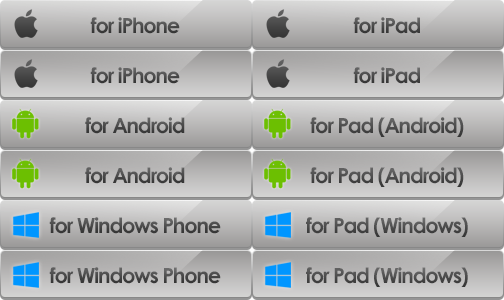 for iPhone
for iPad
for iPhone
for iPad
for Android
for Pad (Android)
for Android
for Pad (Android)
for Windows Phone
for Pad (Windows)
for Windows Phone
for Pad (Windows)